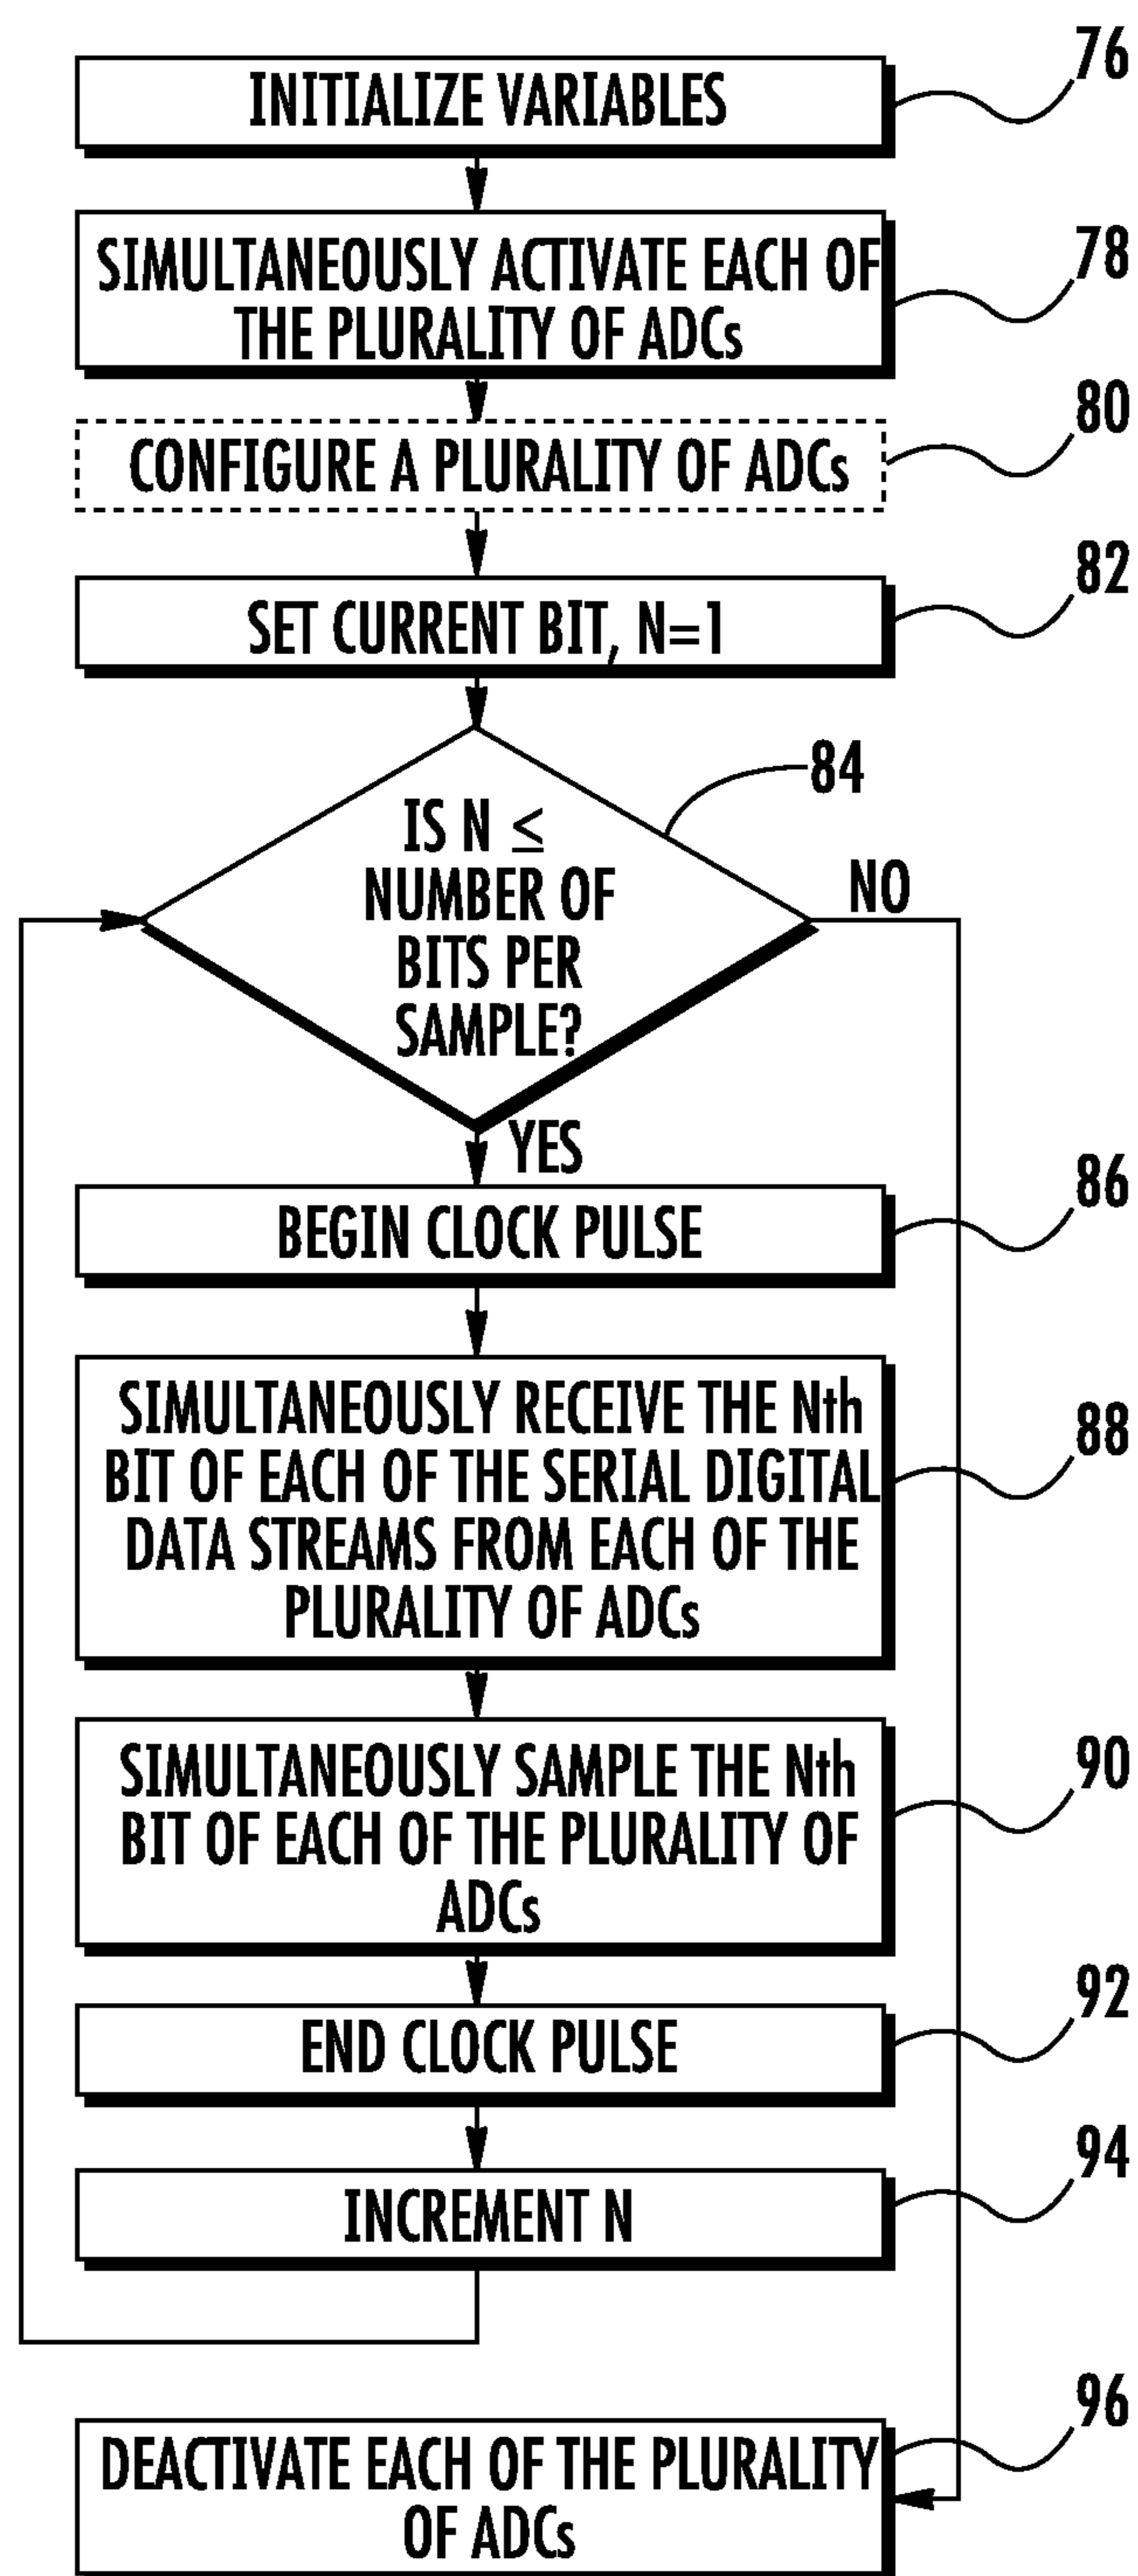 INITIALIZE VARIABLES
76
SIMULTANEOUSLY ACTIVATE EACH OF
THE PLURALITY OF ADCs
78
CONFIGURE A PLURALITY OF ADCs
80
SET CURRENT BIT, N=1
82
IS N ≤
NUMBER OF
BITS PER
SAMPLE?
84
NO
YES
BEGIN CLOCK PULSE
86
SIMULTANEOUSLY RECEIVE THE Nth
BIT OF EACH OF THE SERIAL DIGITAL
DATA STREAMS FROM EACH OF THE
PLURALITY OF ADCs
88
SIMULTANEOUSLY SAMPLE THE Nth
BIT OF EACH OF THE PLURALITY OF
ADCs
90
END CLOCK PULSE
92
INCREMENT N
94
DEACTIVATE EACH OF THE PLURALITY
OF ADCs
96